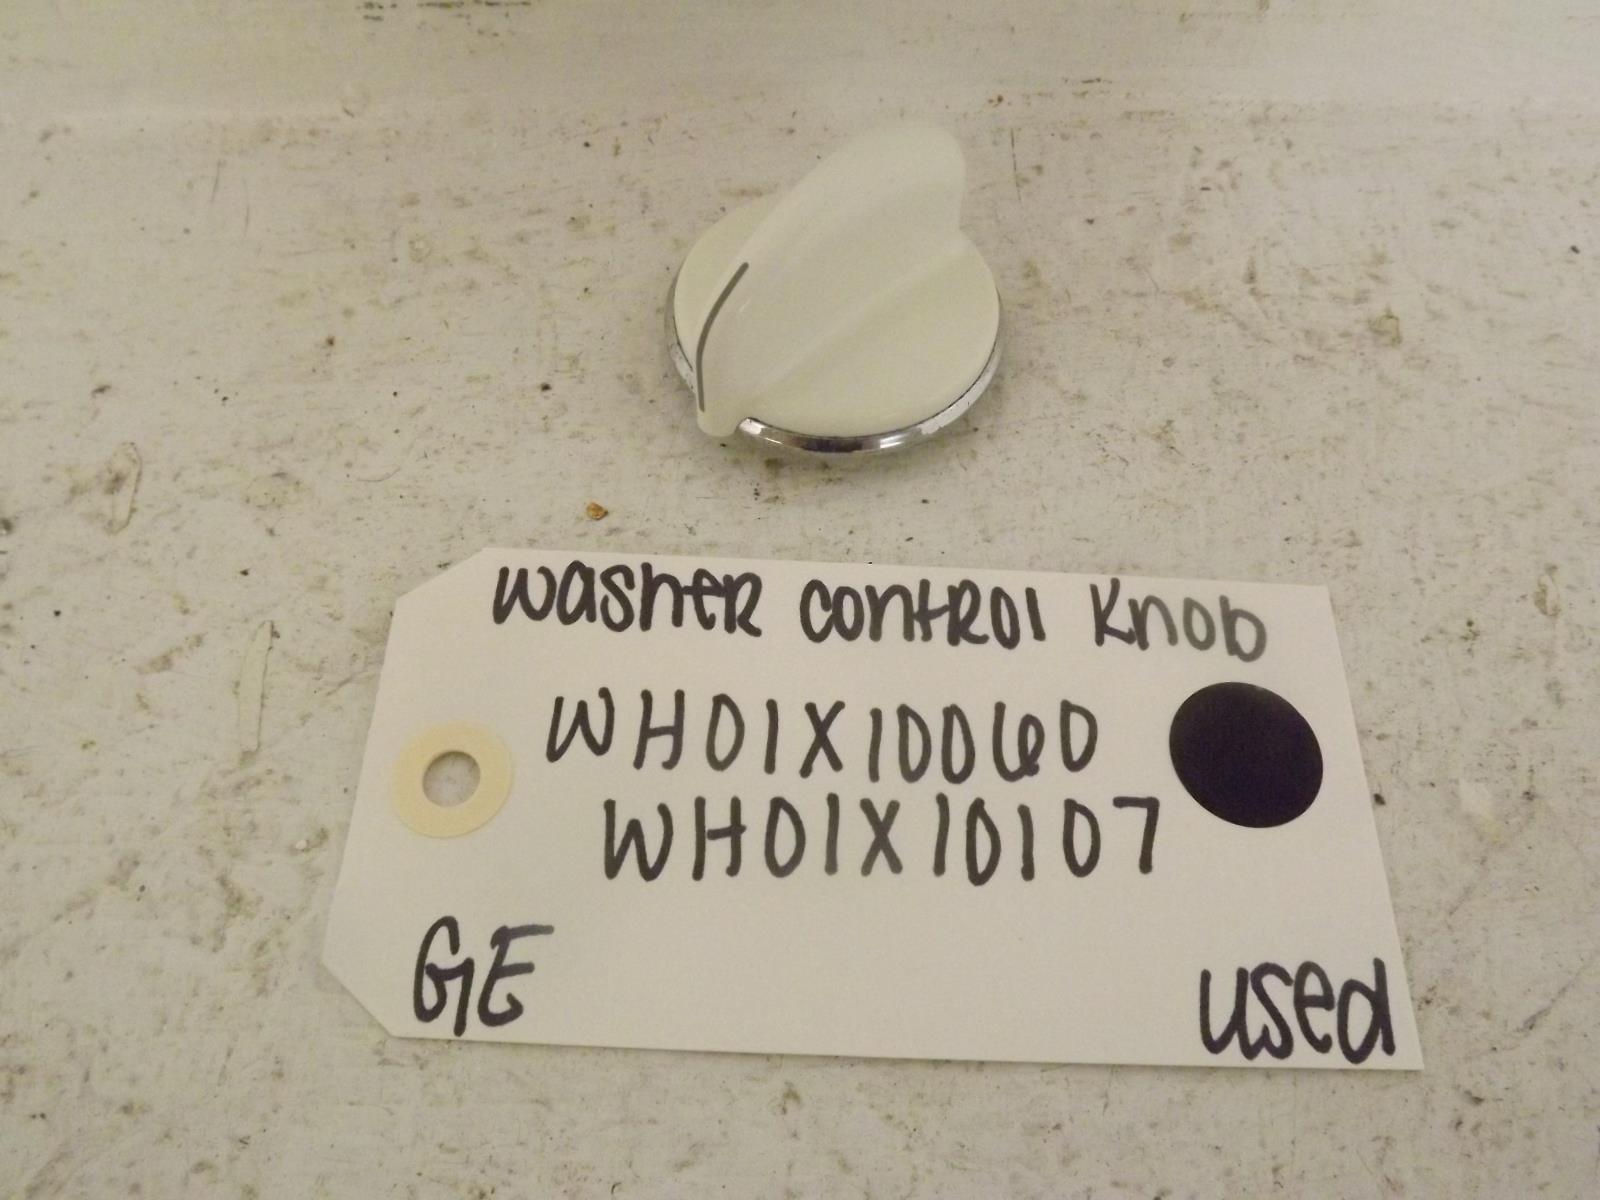 washer control Knob
WH01X10060
WH01X10107
GE
used